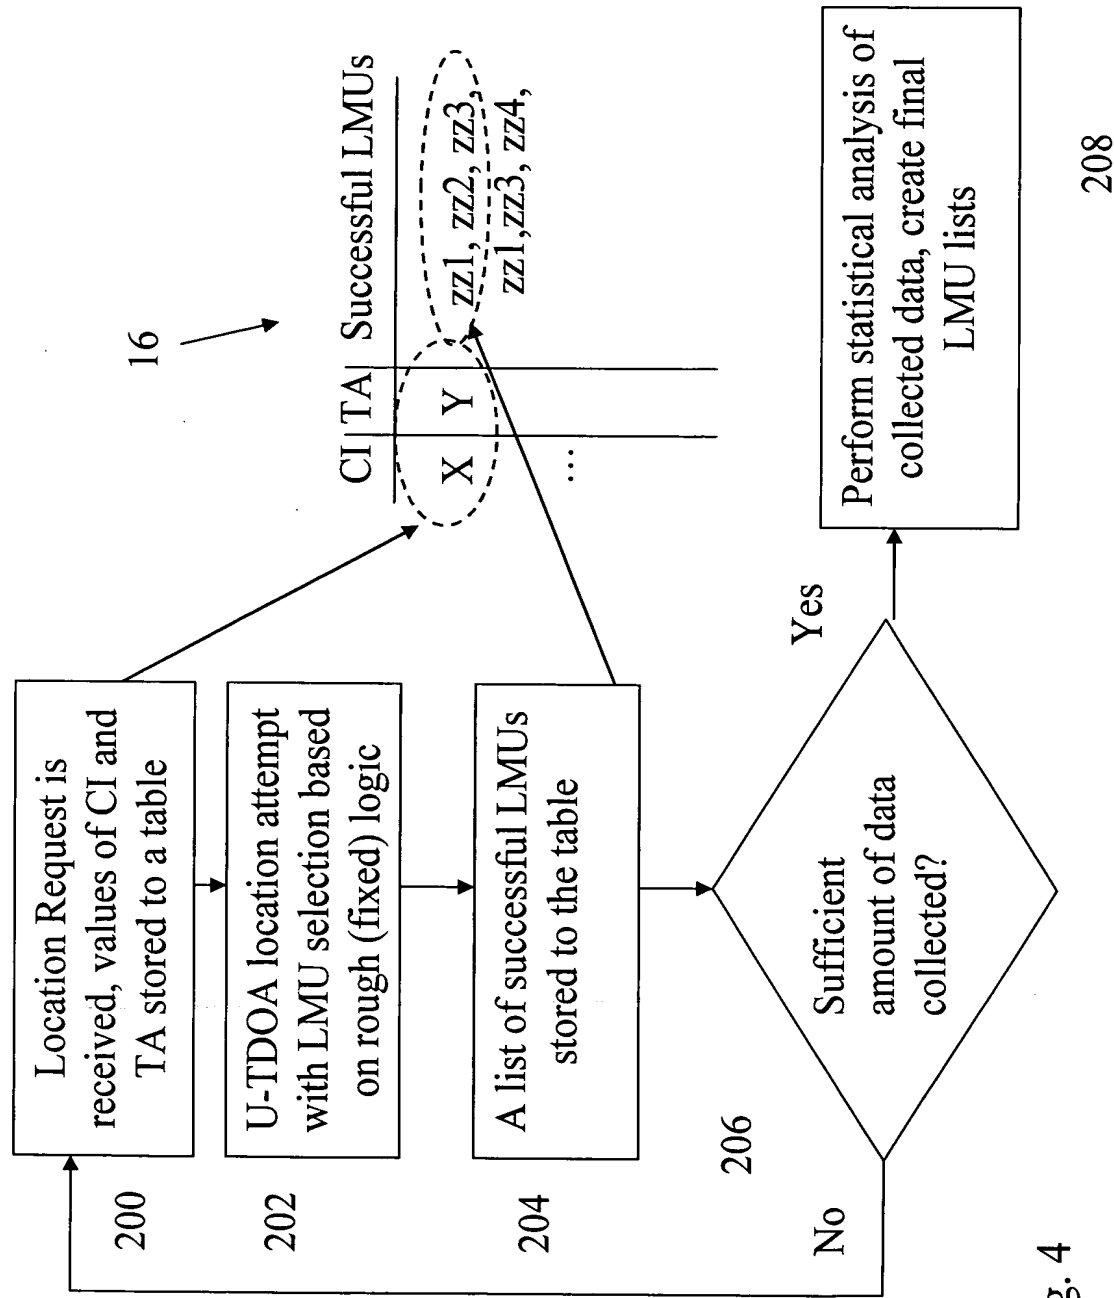 200
Location Request is
received, values of CI and
TA stored to a table
202
U-TDOA location attempt
with LMU selection based
on rough (fixed) logic
204
A list of successful LMUs
stored to the table
206
Sufficient
amount of data
collected?
No
Yes
Perform statistical analysis of
collected data, create final
LMU lists
208
16
CI TA Successful LMUs
X Y zz1, zz2, zz3,
... zz1,zz3, zz4,
4